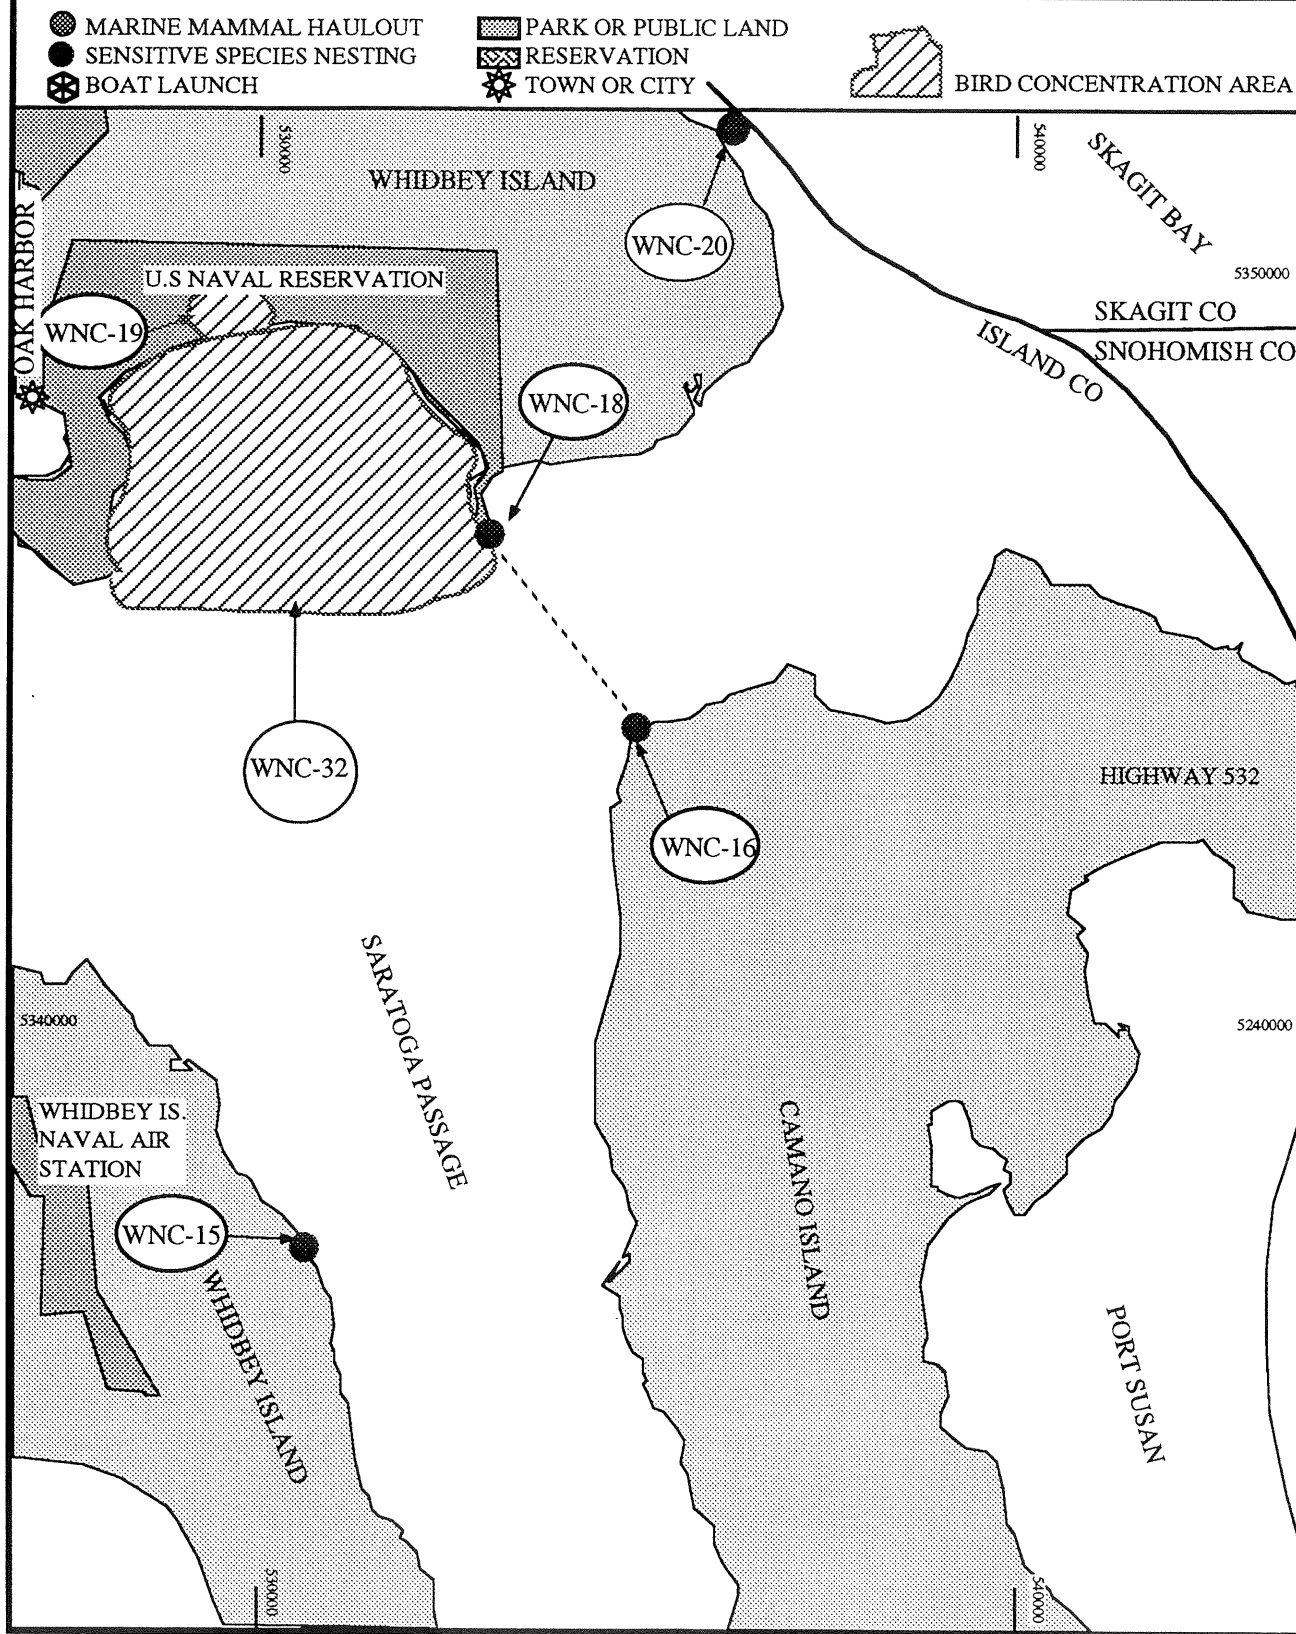 MARINE MAMMAL HAULOUT
SENSITIVE SPECIES NESTING
BOAT LAUNCH
PARK OR PUBLIC LAND
RESERVATION
TOWN OR CITY
BIRD CONCENTRATION AREA
530000
540000
SKAGIT BAY
WHIDBEY ISLAND
WNC-20
5350000
OAK HARBOR
U.S NAVAL RESERVATION
WNC-19
SKAGIT CO
ISLAND CO
SNOHOMISH CO
WNC-18
WNC-32
HIGHWAY 532
WNC-16
SARATOGA PASSAGE
5340000
5240000
WHIDBEY IS.
NAVAL AIR
STATION
CAMANO ISLAND
WNC-15
WHIDBEY ISLAND
PORT SUSAN
530000
540000